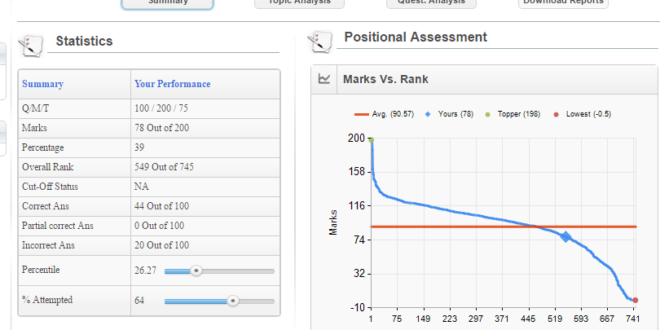 Summary
Topic Analysis
Quest. Analysis
Download Reports
Statistics
Summary Your Performance
Q/M/T 100 / 200 / 75
Marks 78 Out of 200
Percentage 39
Overall Rank 549 Out of 745
Cut-Off Status NA
Correct Ans 44 Out of 100
Partial correct Ans 0 Out of 100
Incorrect Ans 20 Out of 100
Percentile 26.27
% Attempted 64
Positional Assessment
Marks Vs. Rank
Avg. (90.57) Yours (78) Topper (198) Lowest (-0.5)
Marks
200
158
116
74
32
-10
1 75 149 223 297 371 445 519 593 667 741